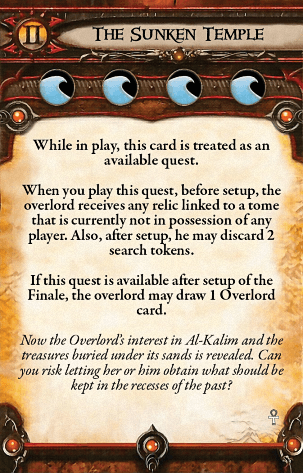 II
THE SUNKEN TEMPLE
While in play, this card is treated as an
available quest.
When you play this quest, before setup, the
overlord receives any relic linked to a tome
that is currently not in possession of any
player. Also, after setup, he may discard 2
search tokens.
If this quest is available after setup of the
Finale, the overlord may draw 1 Overlord
card.
Now the Overlord's interest in Al-Kalim and the
treasures buried under its sands is revealed. Can
you risk letting her or him obtain what should be
kept in the recesses of the past?